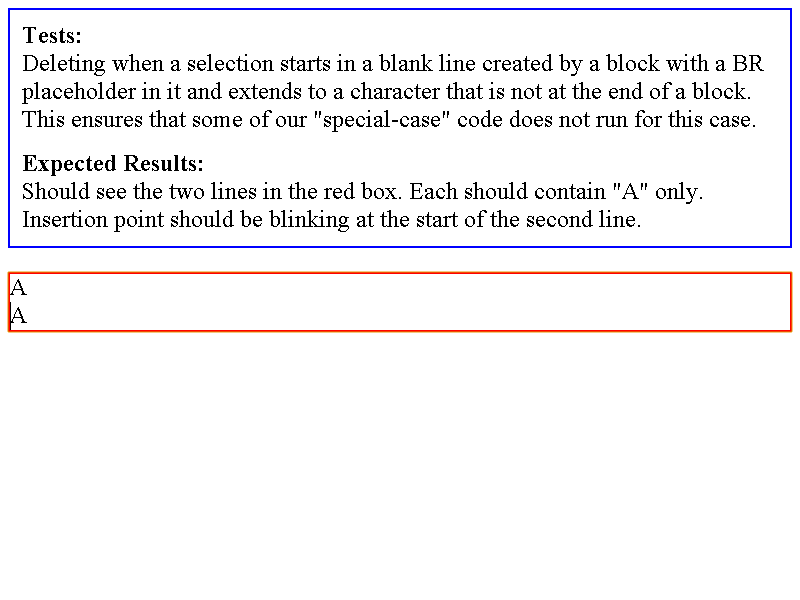 Tests:
Deleting when a selection starts in a blank line created by a block with a BR
placeholder in it and extends to a character that is not at the end of a block.
This ensures that some of our "special-case" code does not run for this case.
Expected Results:
Should see the two lines in the red box. Each should contain "A" only.
Insertion point should be blinking at the start of the second line.
A
A